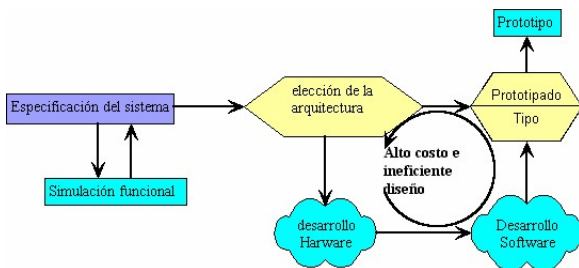 Prototipo
Especificación del sistema
elección de la
arquitectura
Prototipado
Tipo
Alto costo e
ineficiente
diseño
Simulación funcional
desarrollo
Harware
Desarrollo
Software